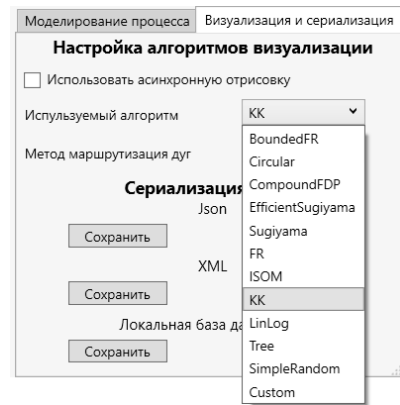 Моделирование процесса Визуализация и сериализация
Настройка алгоритмов визуализации
Использовать асинхронную отрисовку
Испульзуемый алгоритм KK
Метод маршрутизация дуг
BoundedFR
Circular
CompoundFDP
EfficientSugiyama
Sugiyama
FR
ISOM
KK
LinLog
Tree
SimpleRandom
Custom
Сериализация
Json
Сохранить
XML
Сохранить
Локальная база да
Сохранить